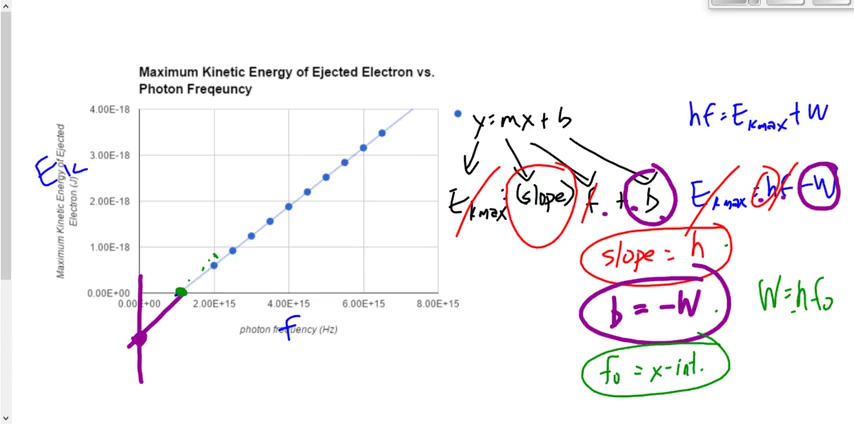 Maximum Kinetic Energy of Ejected Electron vs.
Photon Freqeuncy
4.00E-18
3.00E-18
2.00E-18
1.00E-18
0.00E+00
0.00E+00 2.00E+15 4.00E+15 6.00E+15 8.00E+15
Maximum Kinetic Energy of Ejected
Electron (J)
Ek
photon frequency (Hz)
f
y = mx + b
Ekmax = (slope) f + b
hf = Ekmax + W
Ekmax = hf - W
slope = h
b = -W
W = hf0
f0 = x-int.